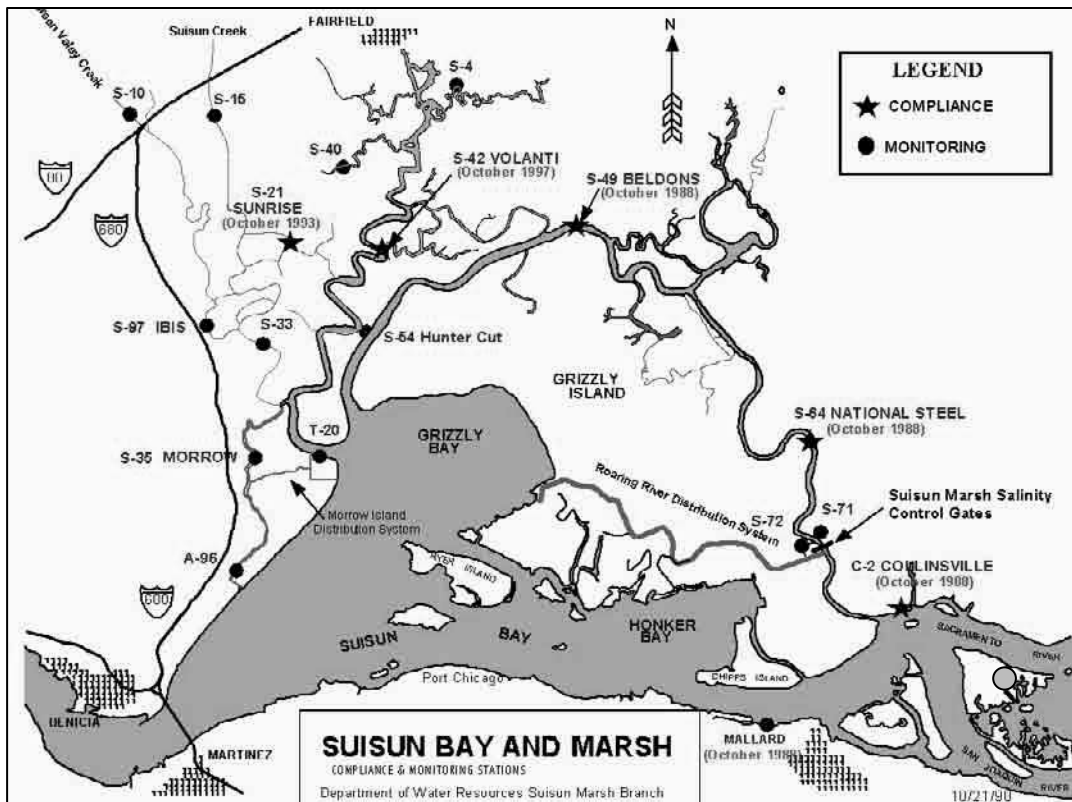 FAIRFIELD
Suisun Creek
Valey Creek
S-10
S-15
S-4
S-40
N
LEGEND
COMPLIANCE
MONITORING
S-42 VOLANTI
(October 1997)
S-49 BELDONS
(October 1988)
S-21
SUNRISE
(October 1993)
680
S-97 IBIS
S-33
S-54 Hunter Cut
GRIZZLY
ISLAND
S-64 NATIONAL STEEL
(October 1988)
T-20
GRIZZLY
BAY
S-35 MORROW
Morrow Island
Distribution System
Roaring River Distribution System
S-72
S-71
Suisun Marsh Salinity
Control Gates
A-96
C-2 COLLINSVILLE
(October 1988)
ISLAND
SUISUN
BAY
HONKER
BAY
SACRAMENTO
RIVER
Port Chicago
CHIPPS ISLAND
BENICIA
MARTINEZ
MALLARD
(October 1988)
SAN JOAQUIN
RIVER
SUISUN BAY AND MARSH
COMPLIANCE & MONITORING STATIONS
Department of Water Resources Suisun Marsh Branch